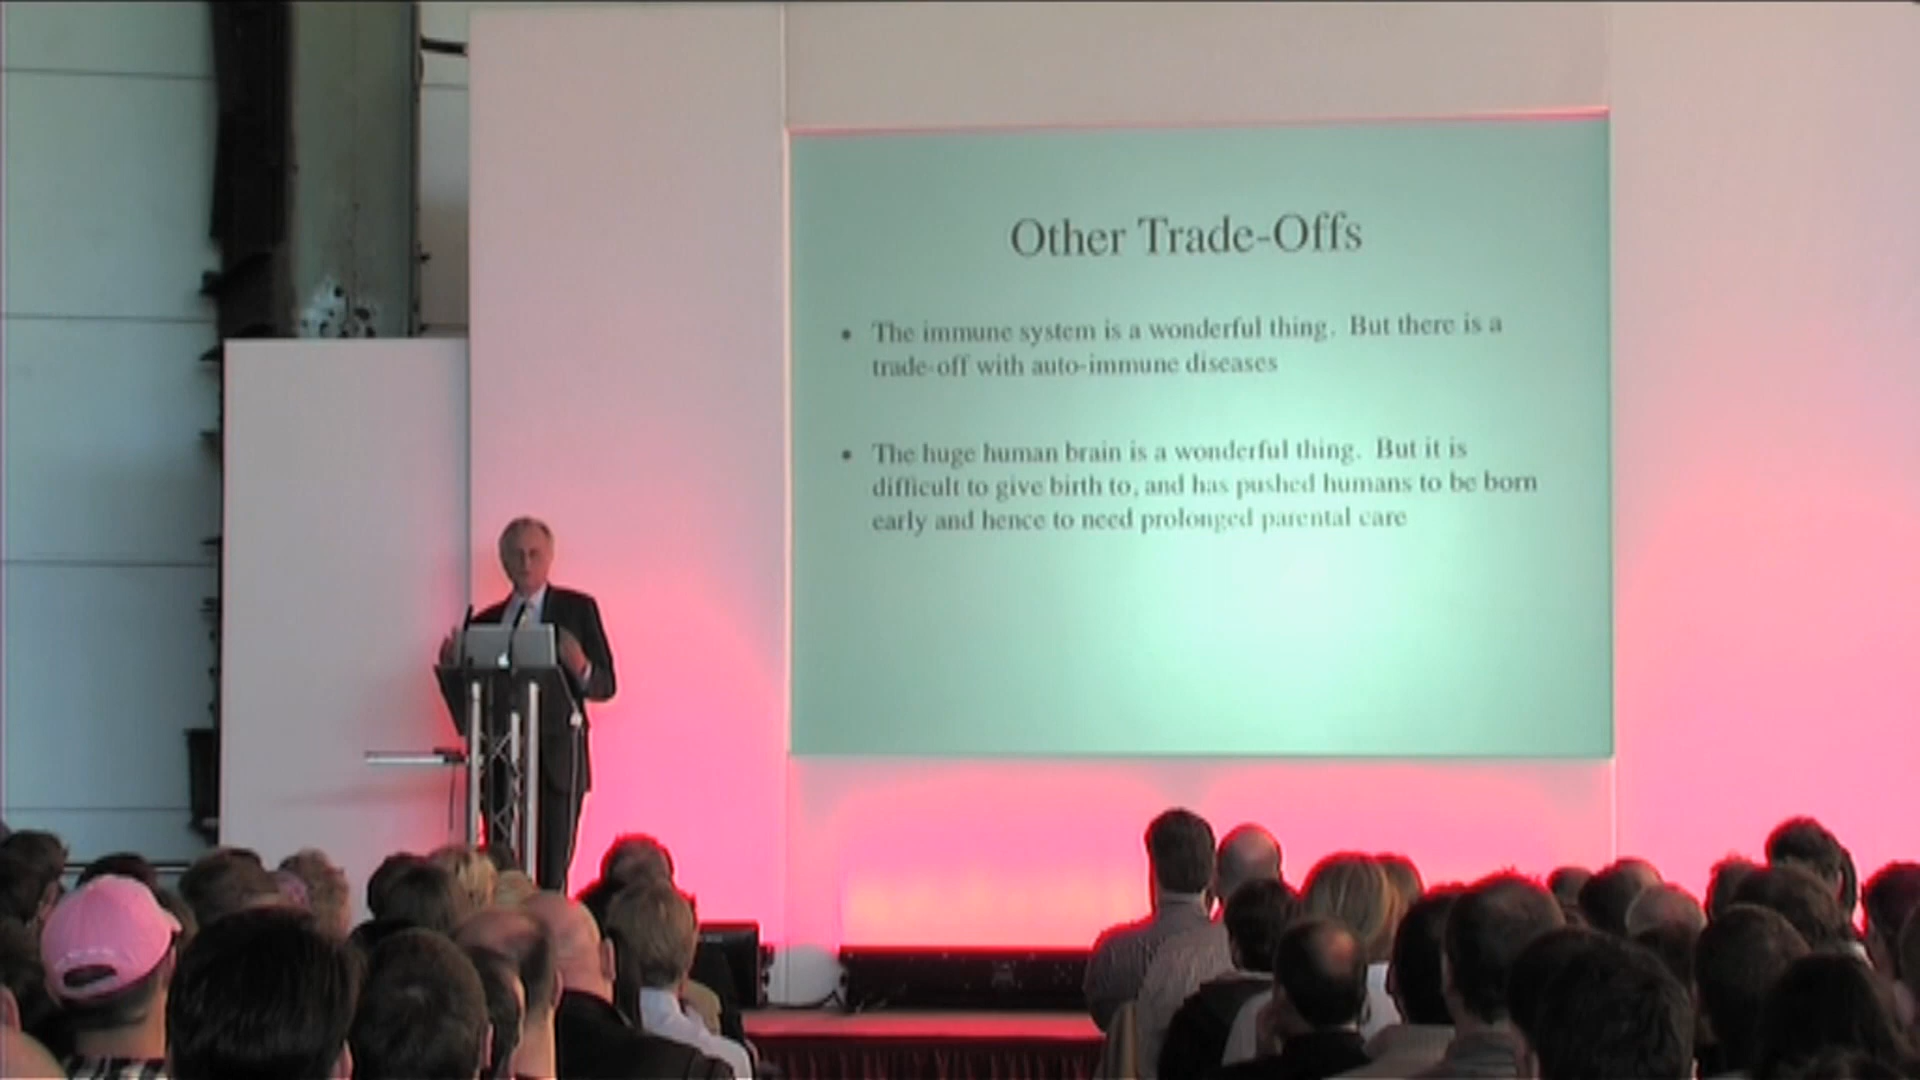 Other Trade-Offs
• The immune system is a wonderful thing. But there is a
trade-off with auto-immune diseases
• The huge human brain is a wonderful thing. But it is
difficult to give birth to, and has pushed humans to be born
early and hence to need prolonged parental care